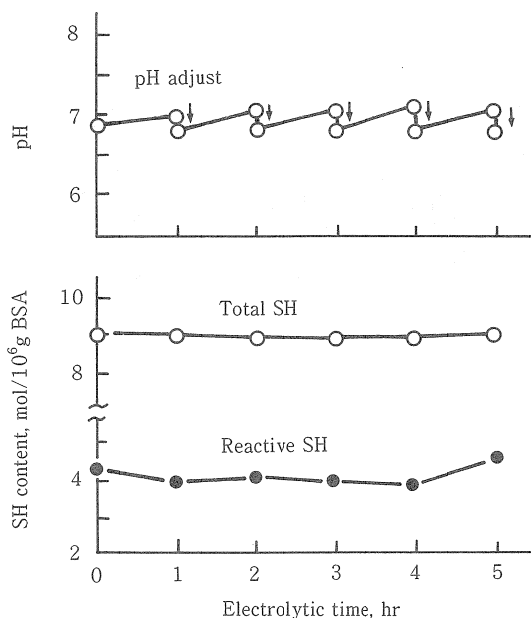 8
pH adjust
7
pH
6
10
Total SH
8
SH content, mol/10⁶g BSA
Reactive SH
4
2
0 1 2 3 4 5
Electrolytic time, hr